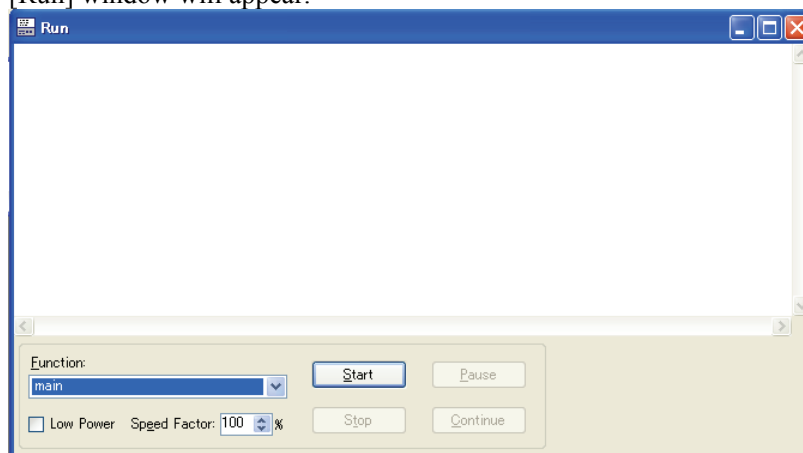 [Run] window will appear.
Run
Function:
main
Start
Pause
Low Power
Speed Factor: 100 %
Stop
Continue